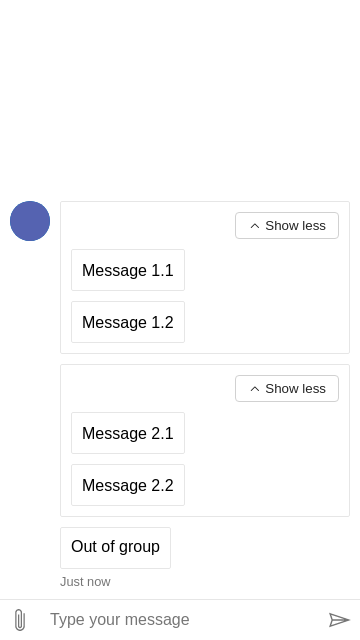 Show less
Message 1.1
Message 1.2
Show less
Message 2.1
Message 2.2
Out of group
Just now
Type your message